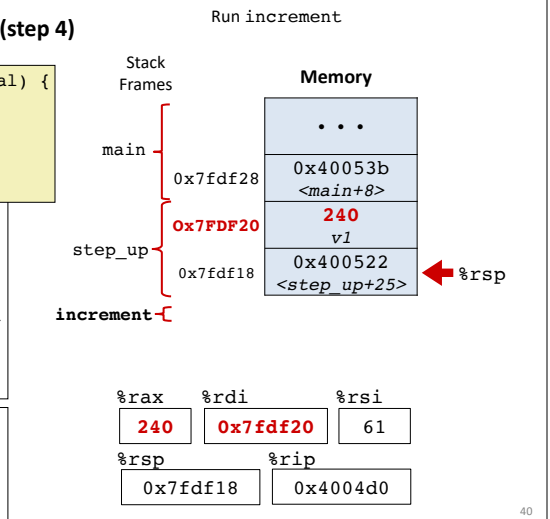 Run increment
(step 4)
al) {
Stack
Frames
Memory
• • •
main
0x7fdf28
0x40053b
<main+8>
0x7FDF20
240
v1
step_up
0x7fdf18
0x400522
<step_up+25>
%rsp
increment
%rax %rdi %rsi
240 0x7fdf20 61
%rsp %rip
0x7fdf18 0x4004d0
40